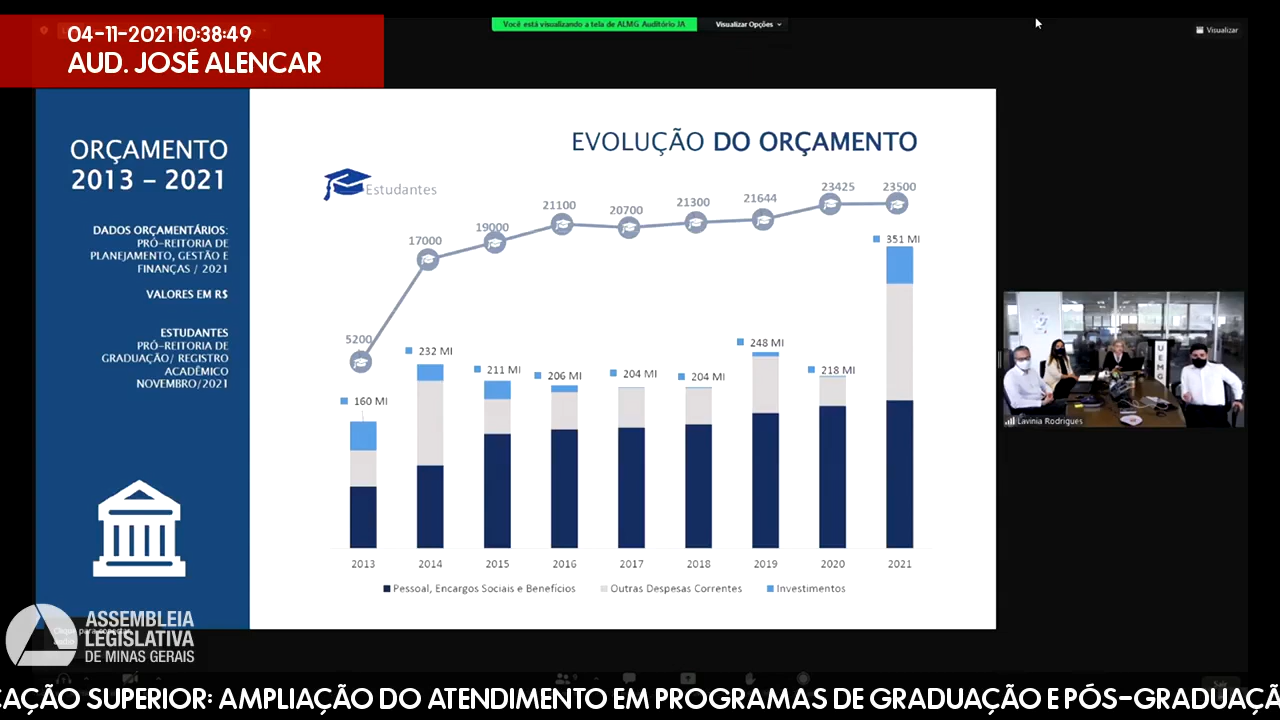 04-11-2021 10:38:49
AUD. JOSÉ ALENCAR
Você está visualizando a tela de ALMG Auditório JA
Visualizar Opções
Visualizar
ORÇAMENTO
2013 – 2021
DADOS ORÇAMENTÁRIOS:
PRÓ-REITORIA DE
PLANEJAMENTO, GESTÃO E
FINANÇAS / 2021
VALORES EM R$
ESTUDANTES
PRÓ-REITORIA DE
GRADUAÇÃO/ REGISTRO
ACADÊMICO
NOVEMBRO/2021
EVOLUÇÃO DO ORÇAMENTO
Estudantes
5200
17000
19000
21100
20700
21300
21644
23425
23500
160 MI
232 MI
211 MI
206 MI
204 MI
204 MI
248 MI
218 MI
351 MI
2013 2014 2015 2016 2017 2018 2019 2020 2021
Pessoal, Encargos Sociais e Benefícios Outras Despesas Correntes Investimentos
UEMG
Lavinia Rodrigues
ASSEMBLEIA
LEGISLATIVA
DE MINAS GERAIS
CAÇÃO SUPERIOR: AMPLIAÇÃO DO ATENDIMENTO EM PROGRAMAS DE GRADUAÇÃO E PÓS-GRADUAÇÃ